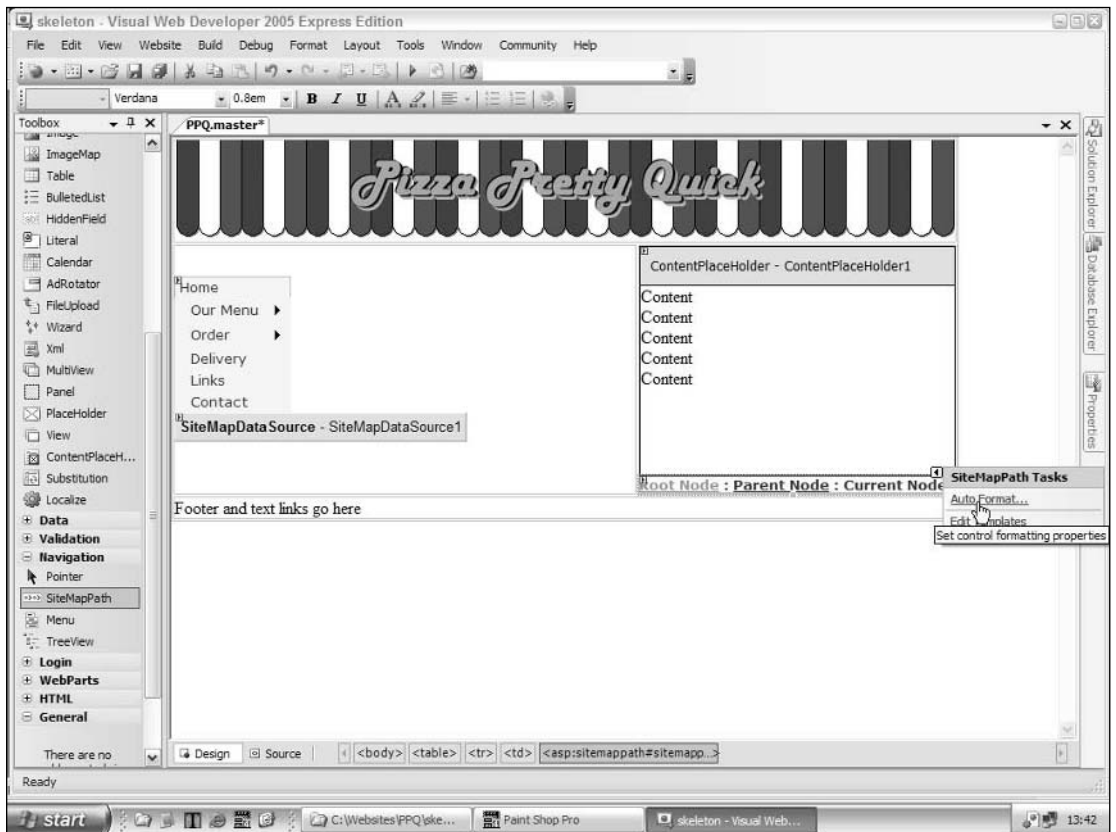 skeleton - Visual Web Developer 2005 Express Edition
File Edit View Website Build Debug Format Layout Tools Window Community Help
Verdana 0.8em B I U A
Toolbox
PPQ.master*
Image
ImageMap
Table
BulletedList
HiddenField
Literal
Calendar
AdRotator
FileUpload
Wizard
Xml
MultiView
Panel
PlaceHolder
View
ContentPlaceH...
Substitution
Localize
Data
Validation
Navigation
Pointer
SiteMapPath
Menu
TreeView
Login
WebParts
HTML
General
There are no
Pizza Pretty Quick
Home
Our Menu
Order
Delivery
Links
Contact
SiteMapDataSource - SiteMapDataSource1
ContentPlaceHolder - ContentPlaceHolder1
Content
Content
Content
Content
Content
Root Node : Parent Node : Current Node
Footer and text links go here
SiteMapPath Tasks
Auto Format...
Edit Templates
Set control formatting properties
Solution Explorer
Database Explorer
Properties
Design Source <body> <table> <tr> <td> <asp:sitemappath#sitemapp...>
Ready
start C:\Websites\PPQ\ske... Paint Shop Pro skeleton - Visual Web... 13:42